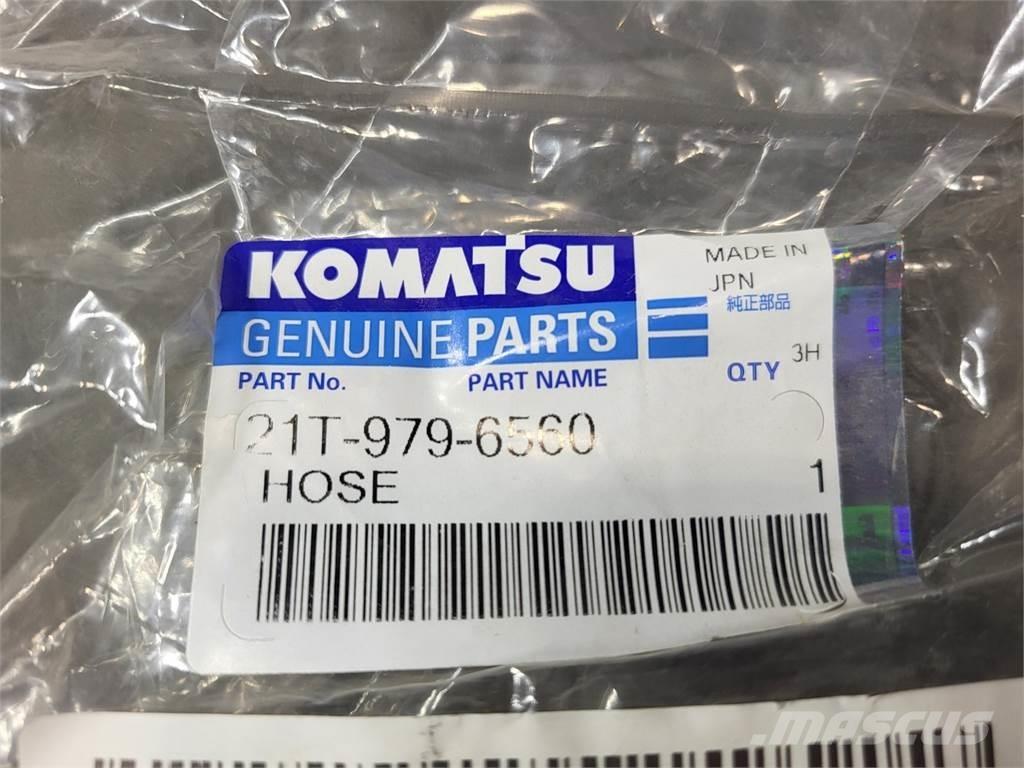 KOMATSU
GENUINE PARTS
MADE IN
JPN
純正部品
PART No.
PART NAME
QTY
3H
21T-979-6560
HOSE
1
MASCUS